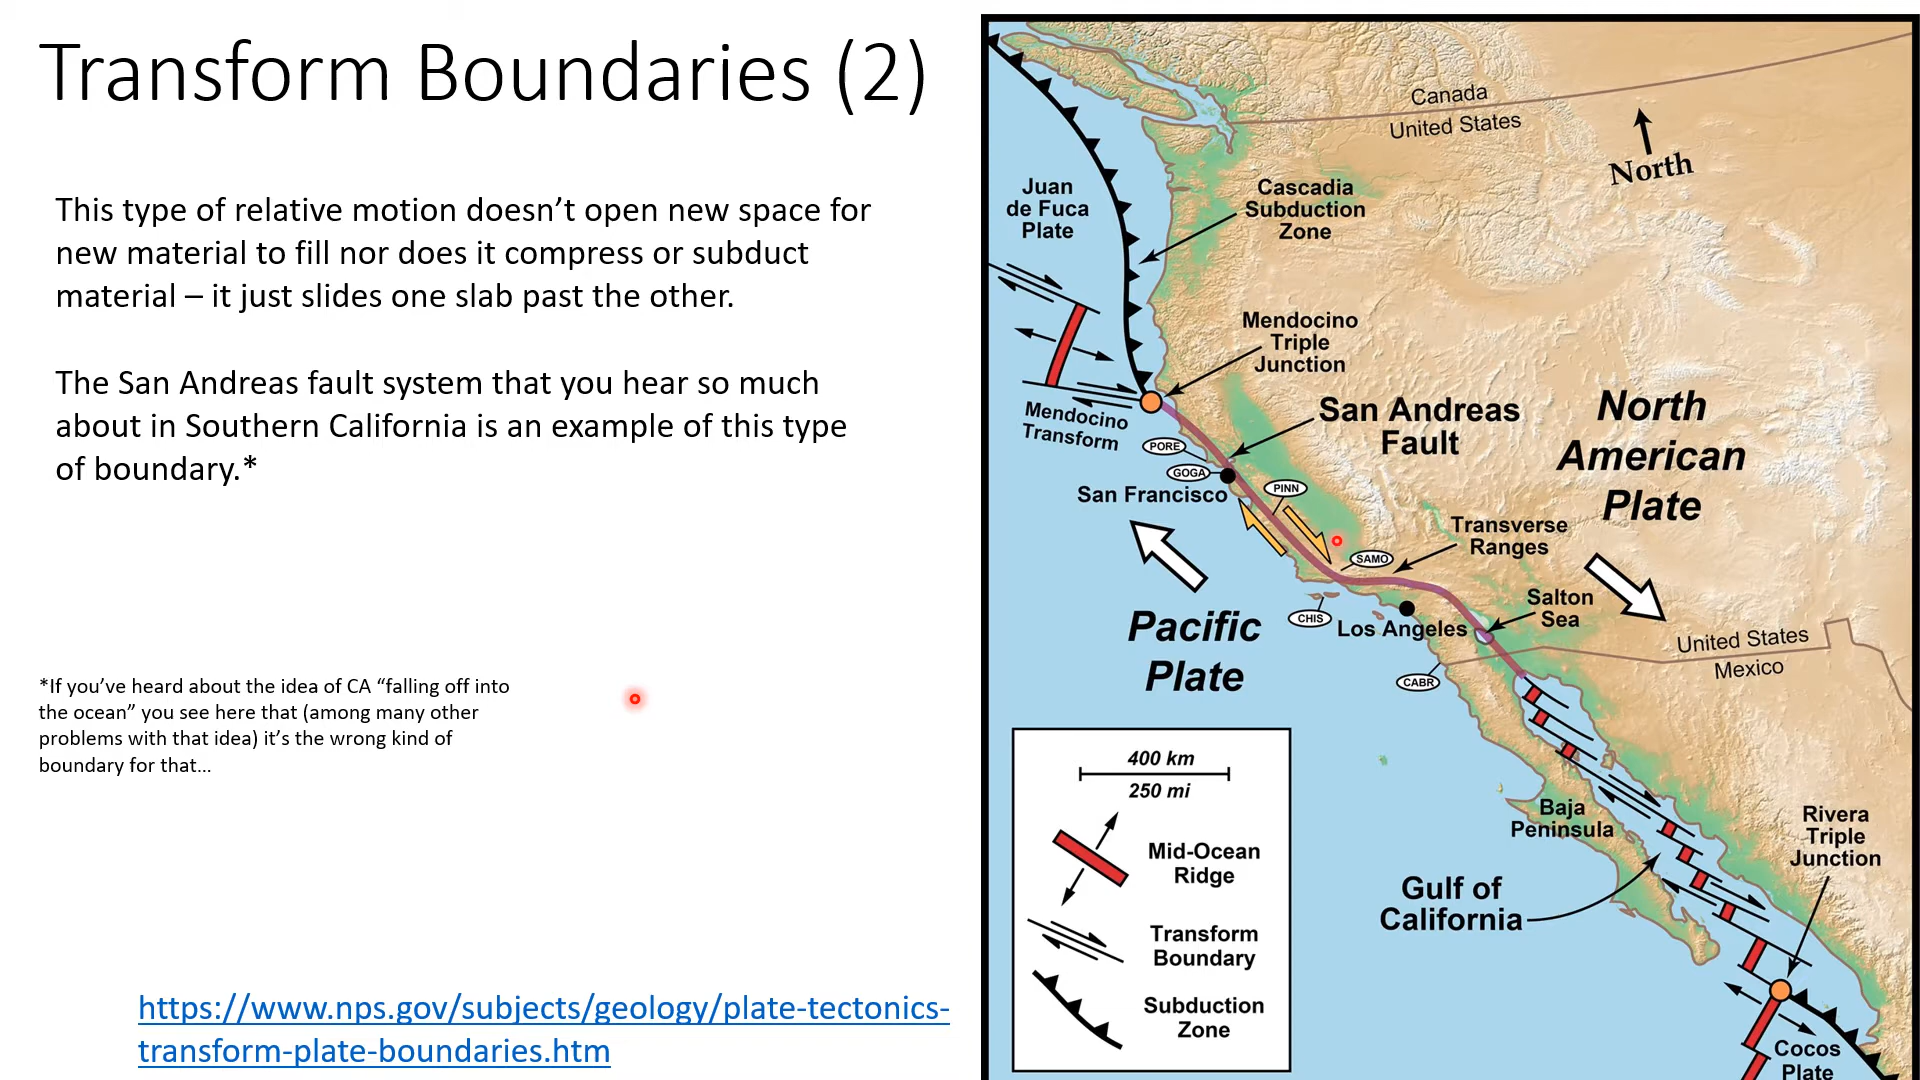 Transform Boundaries (2)
This type of relative motion doesn’t open new space for
new material to fill nor does it compress or subduct
material – it just slides one slab past the other.
The San Andreas fault system that you hear so much
about in Southern California is an example of this type
of boundary.*
*If you’ve heard about the idea of CA “falling off into
the ocean” you see here that (among many other
problems with that idea) it’s the wrong kind of
boundary for that…
https://www.nps.gov/subjects/geology/plate-tectonics-
transform-plate-boundaries.htm
Canada
United States
North
Juan
de Fuca
Plate
Cascadia
Subduction
Zone
Mendocino
Triple
Junction
Mendocino
Transform
San Andreas
Fault
North
American
Plate
PORE
GOGA
San Francisco
PINN
SAMO
Transverse
Ranges
Pacific
Plate
CHIS
Los Angeles
Salton
Sea
CABR
United States
Mexico
Baja
Peninsula
Rivera
Triple
Junction
Gulf of
California
Cocos
Plate
400 km
250 mi
Mid-Ocean
Ridge
Transform
Boundary
Subduction
Zone